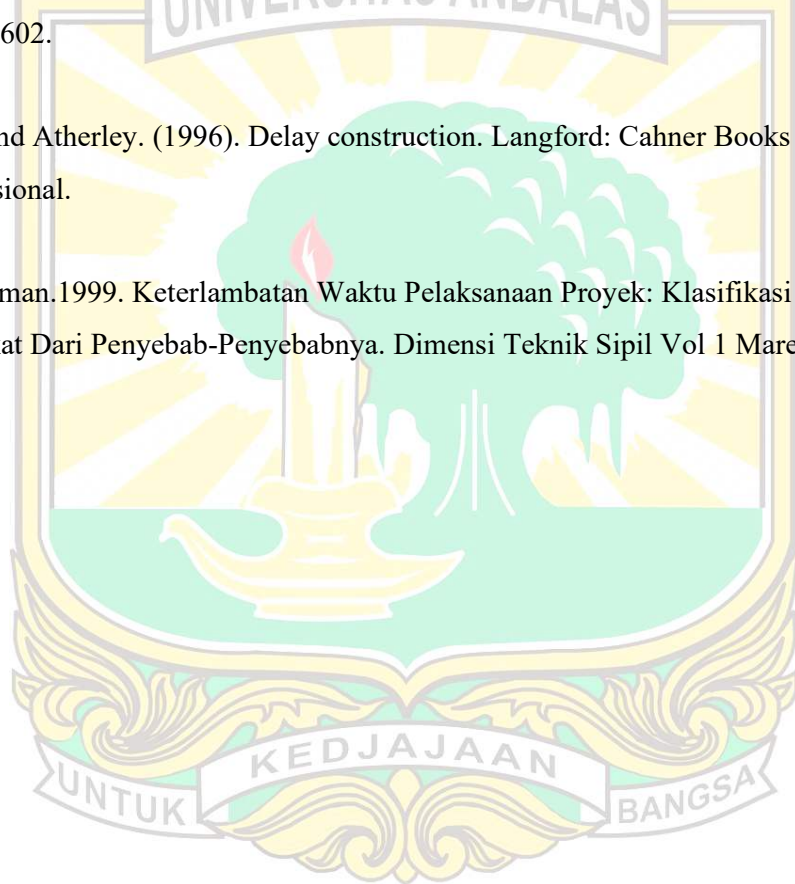 602.
UNIVERSITAS ANDALAS
nd Atherley. (1996). Delay construction. Langford: Cahner Books
sional.
man.1999. Keterlambatan Waktu Pelaksanaan Proyek: Klasifikasi
at Dari Penyebab-Penyebabnya. Dimensi Teknik Sipil Vol 1 Mare
UNTUK KEDJAJAAN BANGSA